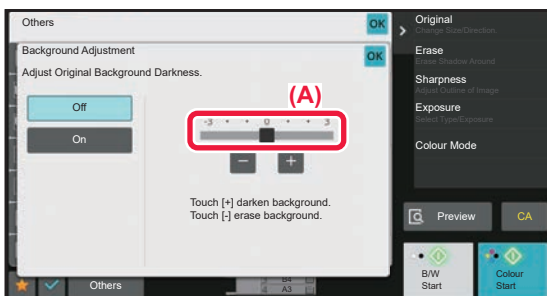 Others
OK
Background Adjustment
OK
Adjust Original Background Darkness.
Off
On
(A)
-3 • • 0 • • 3
−
+
Touch [+] darken background.
Touch [-] erase background.
Original
Change Size/Direction.
Erase
Erase Shadow Around
Sharpness
Adjust Outline of Image
Exposure
Select Type/Exposure
Colour Mode
Preview
CA
B/W
Start
Colour
Start
Others
B4
4 A3